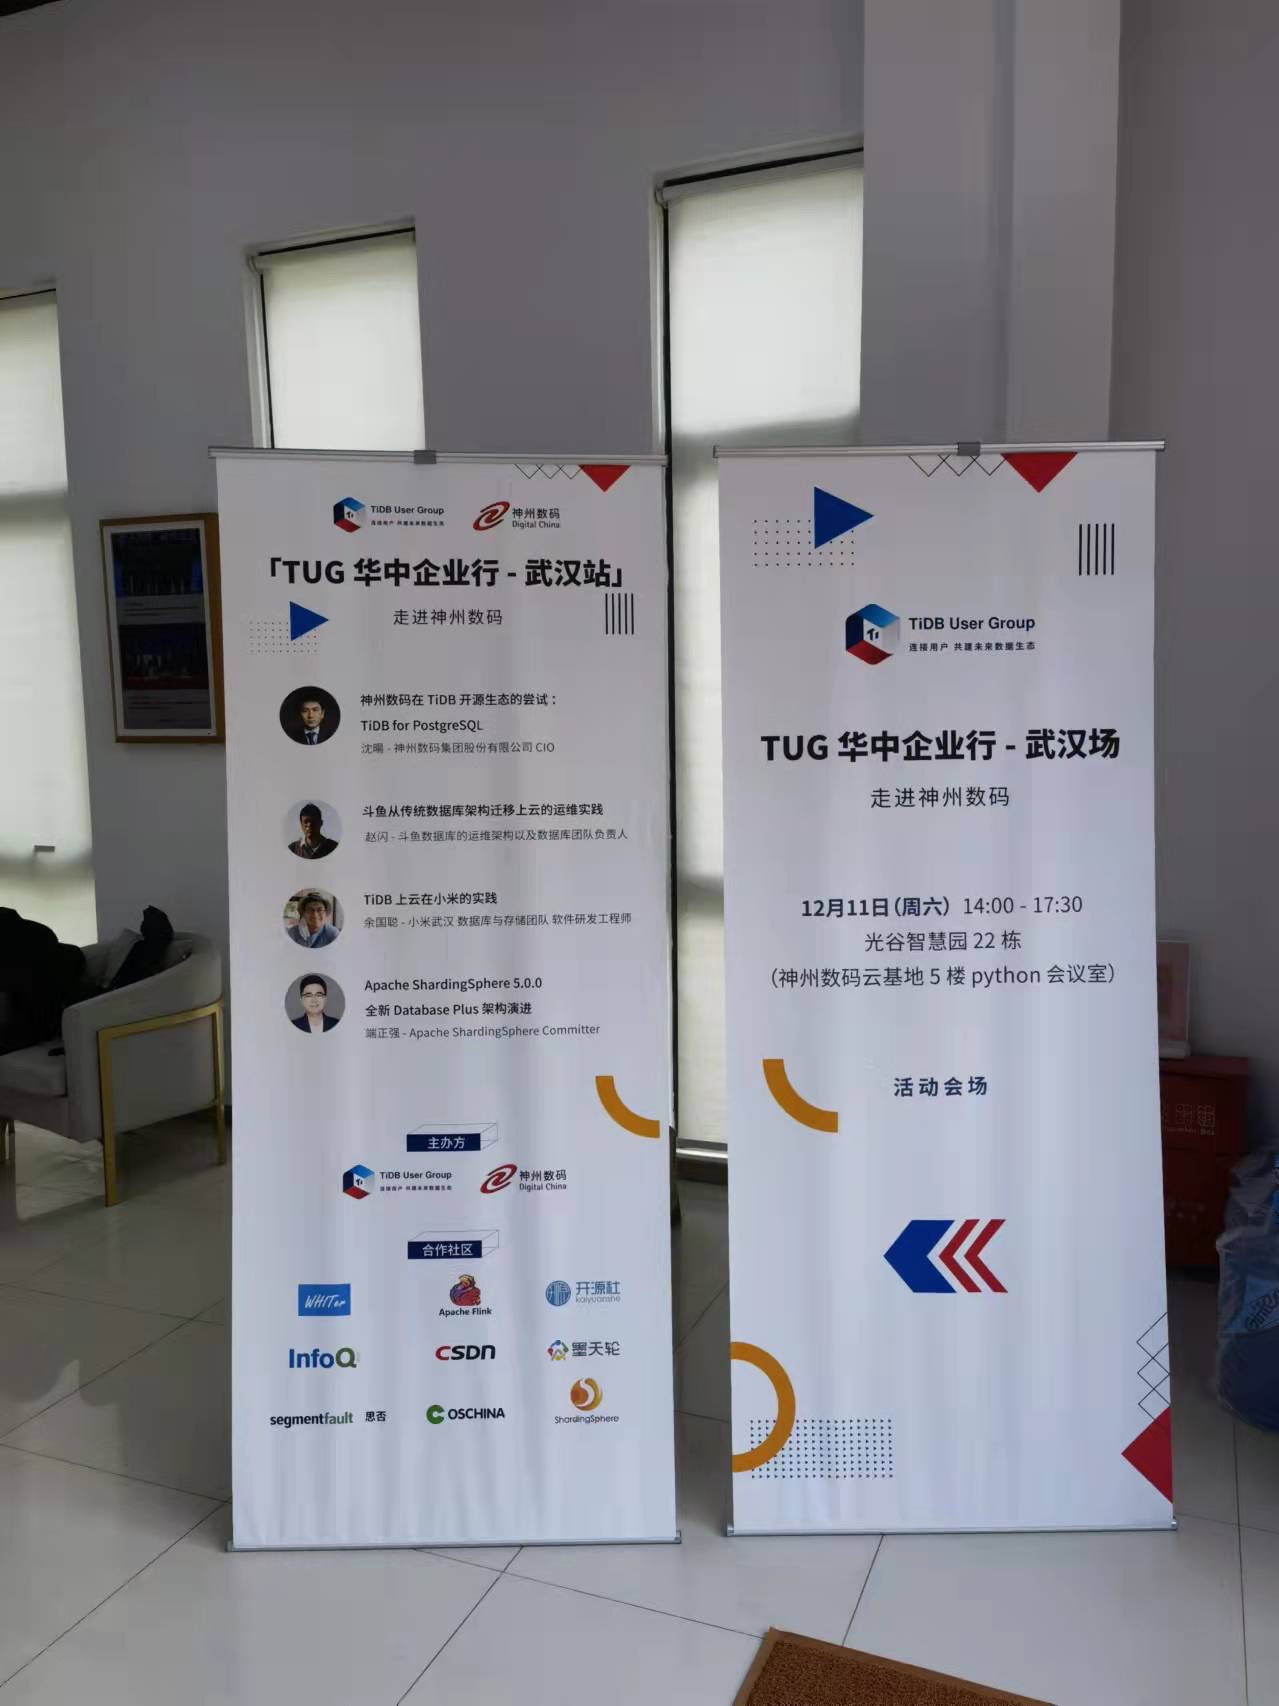 TiDB User Group
连接用户 共建未来数据生态
神州数码
Digital China
「TUG 华中企业行 - 武汉站」
走进神州数码
神州数码在 TiDB 开源生态的尝试：
TiDB for PostgreSQL
沈暘 - 神州数码集团股份有限公司 CIO
斗鱼从传统数据库架构迁移上云的运维实践
赵闪 - 斗鱼数据库的运维架构以及数据库团队负责人
TiDB 上云在小米的实践
余国聪 - 小米武汉 数据库与存储团队 软件研发工程师
Apache ShardingSphere 5.0.0
全新 Database Plus 架构演进
端正强 - Apache ShardingSphere Committer
主办方
TiDB User Group
连接用户 共建未来数据生态
神州数码
Digital China
合作社区
WHITer
Apache Flink
开源社
kaiyuanshe
InfoQ
CSDN
墨天轮
segmentfault 思否
OSCHINA
ShardingSphere
TiDB User Group
连接用户 共建未来数据生态
TUG 华中企业行 - 武汉场
走进神州数码
12月11日（周六） 14:00 - 17:30
光谷智慧园 22 栋
（神州数码云基地 5 楼 python 会议室）
活动会场